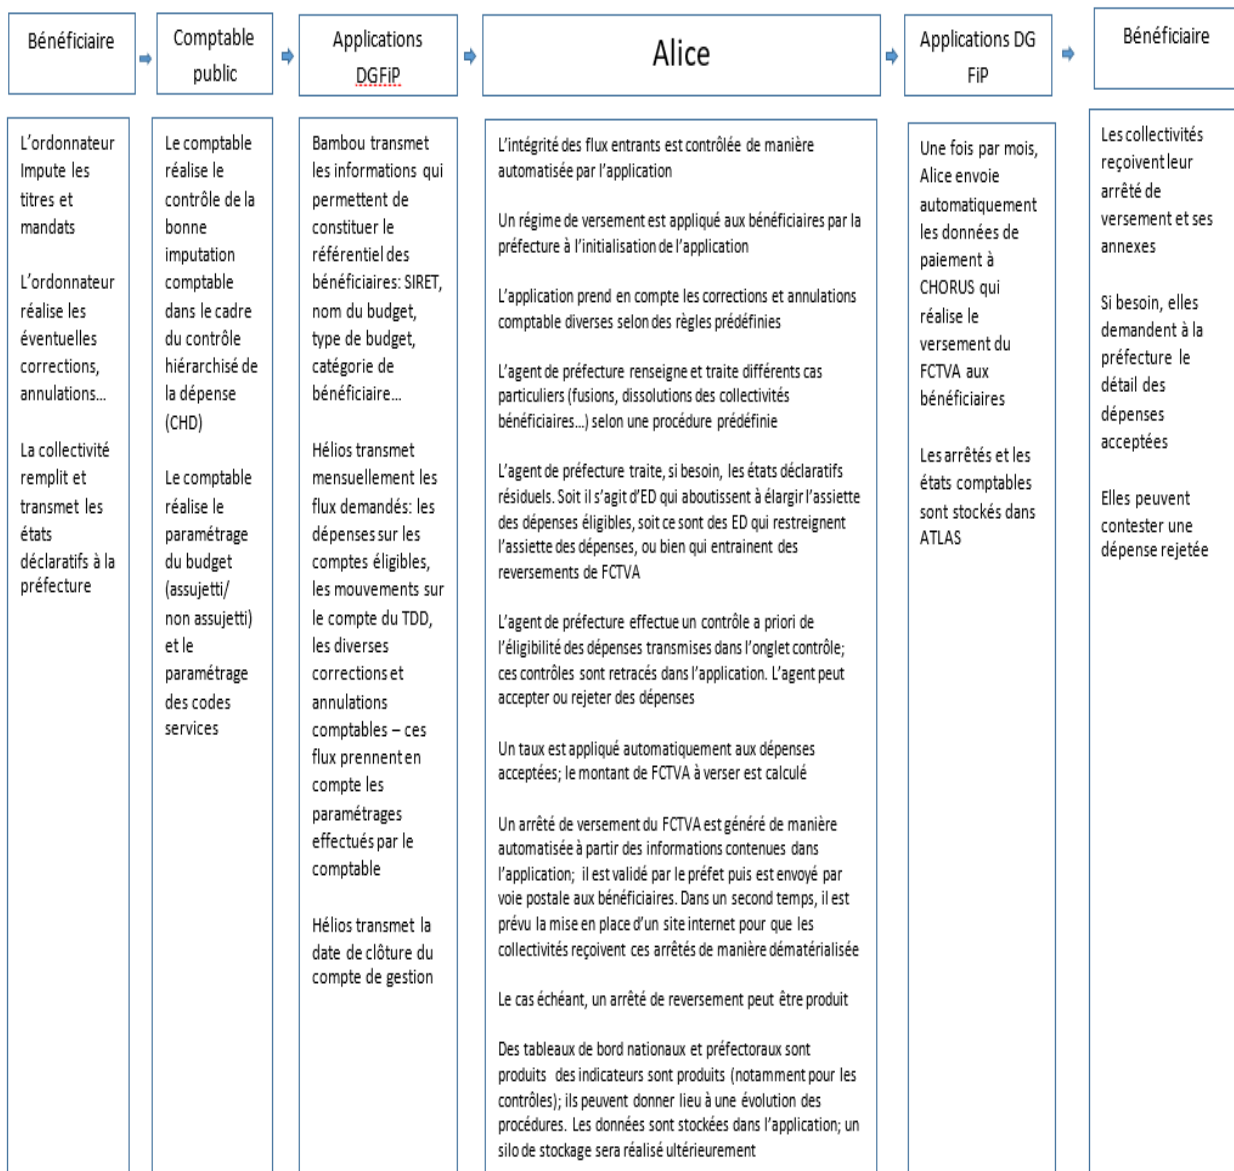 Bénéficiaire
Comptable
public
Applications
DGFiP
Alice
Applications DG
FiP
Bénéficiaire
L'ordonnateur
Impute les
titres et
mandats
L'ordonnateur
réalise les
éventuelles
corrections,
annulations...
La collectivité
remplit et
transmet les
états
déclaratifs à la
préfecture
Le comptable
réalise le
contrôle de la
bonne
imputation
comptable
dans le cadre
du contrôle
hiérarchisé de
la dépense
(CHD)
Le comptable
réalise le
paramétrage
du budget
(assujetti/
non assujetti)
et le
paramétrage
des codes
services
Bambou transmet
les informations qui
permettent de
constituer le
référentiel des
bénéficiaires: SIRET,
nom du budget,
type de budget,
catégorie de
bénéficiaire...
Hélios transmet
mensuellement les
flux demandés: les
dépenses sur les
comptes éligibles,
les mouvements sur
le compte du TDD,
les diverses
corrections et
annulations
comptables – ces
flux prennent en
compte les
paramétrages
effectués par le
comptable
Hélios transmet la
date de clôture du
compte de gestion
L'intégrité des flux entrants est contrôlée de manière
automatisée par l'application
Un régime de versement est appliqué aux bénéficiaires par la
préfecture à l'initialisation de l'application
L'application prend en compte les corrections et annulations
comptable diverses selon des règles prédéfinies
L'agent de préfecture renseigne et traite différents cas
particuliers (fusions, dissolutions des collectivités
bénéficiaires...) selon une procédure prédéfinie
L'agent de préfecture traite, si besoin, les états déclaratifs
résiduels. Soit il s'agit d'ED qui aboutissent à élargir l'assiette
des dépenses éligibles, soit ce sont des ED qui restreignent
l'assiette des dépenses, ou bien qui entrainent des
reversements de FCTVA
L'agent de préfecture effectue un contrôle a priori de
l'éligibilité des dépenses transmises dans l'onglet contrôle;
ces contrôles sont retracés dans l'application. L'agent peut
accepter ou rejeter des dépenses
Un taux est appliqué automatiquement aux dépenses
acceptées; le montant de FCTVA à verser est calculé
Un arrêté de versement du FCTVA est généré de manière
automatisée à partir des informations contenues dans
l'application; il est validé par le préfet puis est envoyé par
voie postale aux bénéficiaires. Dans un second temps, il est
prévu la mise en place d'un site internet pour que les
collectivités reçoivent ces arrêtés de manière dématérialisée
Le cas échéant, un arrêté de reversement peut être produit
Des tableaux de bord nationaux et préfectoraux sont
produits des indicateurs sont produits (notamment pour les
contrôles); ils peuvent donner lieu à une évolution des
procédures. Les données sont stockées dans l'application; un
silo de stockage sera réalisé ultérieurement
Une fois par mois,
Alice envoie
automatiquement
les données de
paiement à
CHORUS qui
réalise le
versement du
FCTVA aux
bénéficiaires
Les arrêtés et les
états comptables
sont stockés dans
ATLAS
Les collectivités
reçoivent leur
arrêté de
versement et ses
annexes
Si besoin, elles
demandent à la
préfecture le
détail des
dépenses
acceptées
Elles peuvent
contester une
dépense rejetée